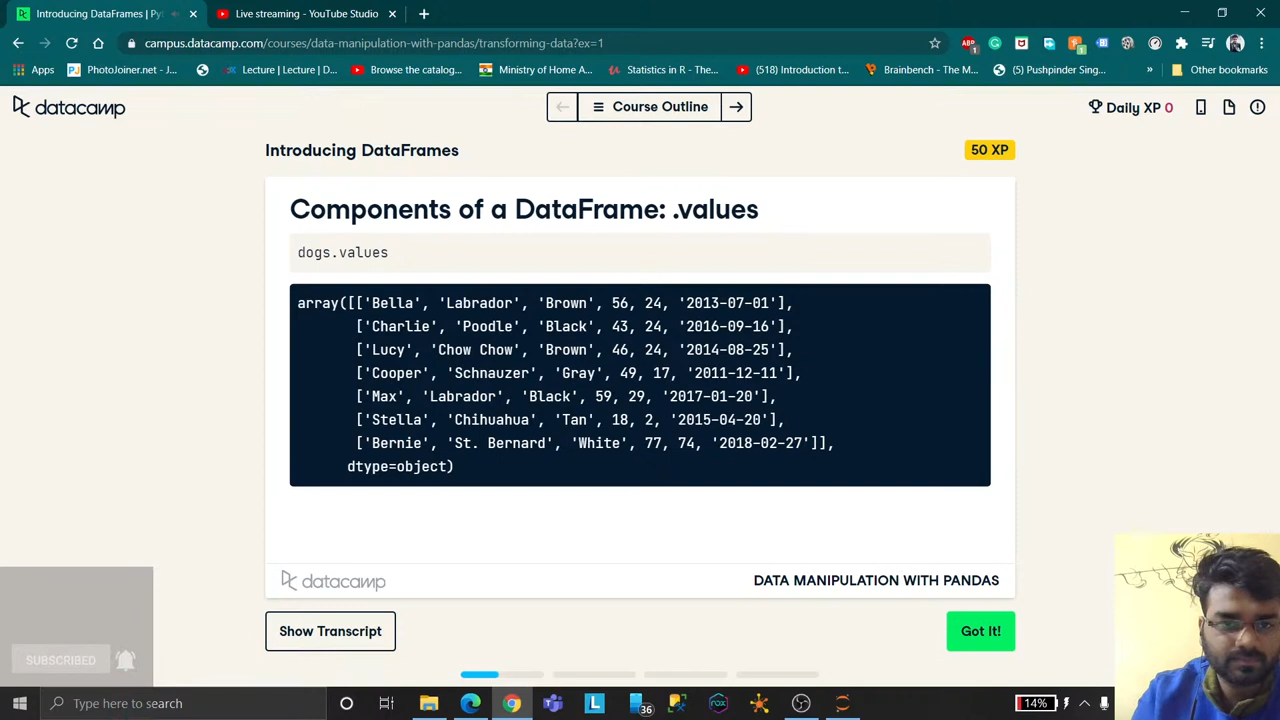 Introducing DataFrames | Pyt
Live streaming - YouTube Studio
campus.datacamp.com/courses/data-manipulation-with-pandas/transforming-data?ex=1
Apps
PhotoJoiner.net - J...
Lecture | Lecture | D...
Browse the catalog...
Ministry of Home A...
Statistics in R - The...
(518) Introduction t...
Brainbench - The M...
(5) Pushpinder Sing...
»
Other bookmarks
datacamp
Course Outline
Daily XP 0
Introducing DataFrames
50 XP
Components of a DataFrame: .values
dogs.values
array([['Bella', 'Labrador', 'Brown', 56, 24, '2013-07-01'],
['Charlie', 'Poodle', 'Black', 43, 24, '2016-09-16'],
['Lucy', 'Chow Chow', 'Brown', 46, 24, '2014-08-25'],
['Cooper', 'Schnauzer', 'Gray', 49, 17, '2011-12-11'],
['Max', 'Labrador', 'Black', 59, 29, '2017-01-20'],
['Stella', 'Chihuahua', 'Tan', 18, 2, '2015-04-20'],
['Bernie', 'St. Bernard', 'White', 77, 74, '2018-02-27']],
dtype=object)
datacamp
DATA MANIPULATION WITH PANDAS
Show Transcript
Got It!
SUBSCRIBED
Type here to search
36
14%